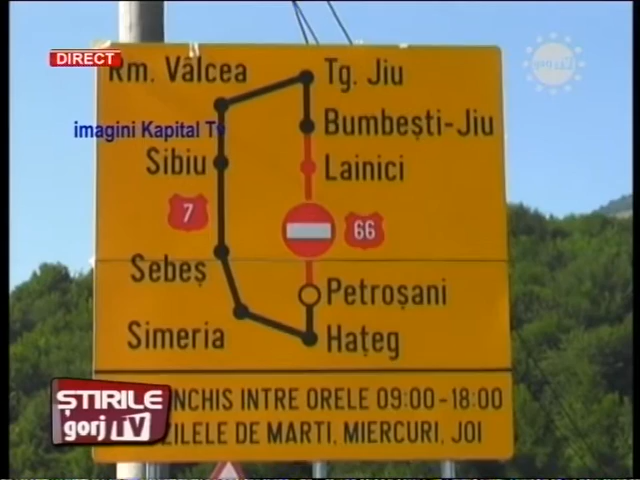 DIRECT
Rm. Vâlcea
Tg. Jiu
imagini Kapital Tv
Bumbești-Jiu
Sibiu
Lainici
7
66
Sebeș
Petroșani
Simeria
Hațeg
NCHIS INTRE ORELE 09:00-18:00
ZILELE DE MARTI, MIERCURI, JOI
ȘTIRILE
gorj TV